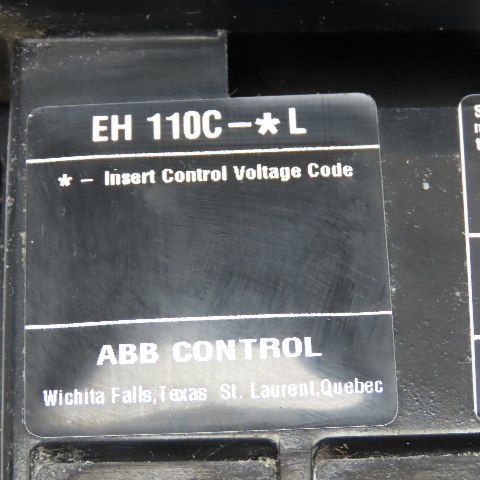 EH 110C-*L
* - Insert Control Voltage Code
ABB CONTROL
Wichita Falls,Texas St. Laurent,Quebec